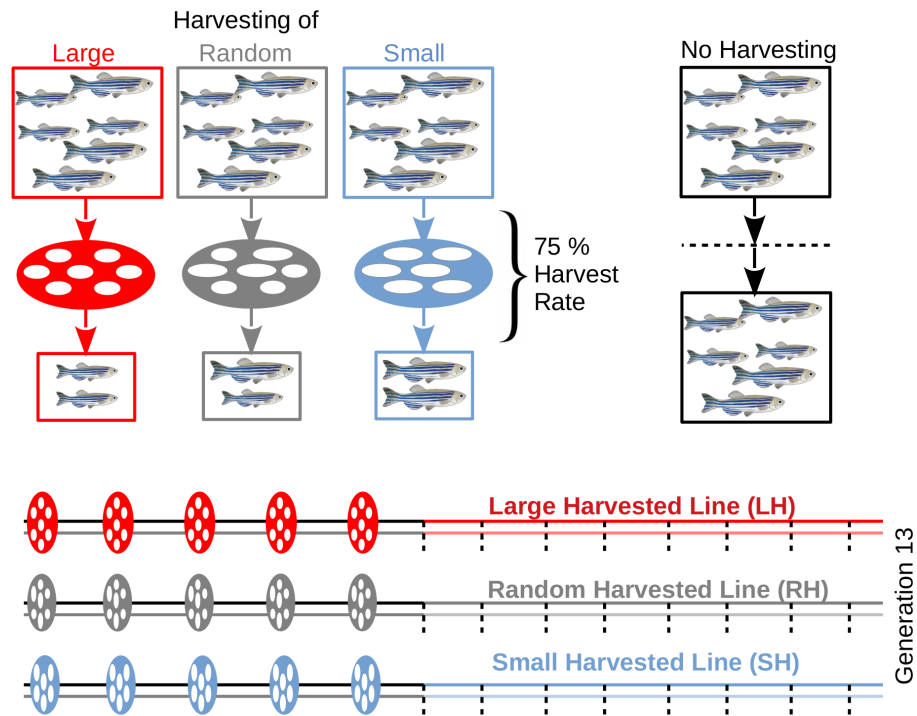 Harvesting of
Large
Random
Small
No Harvesting
75 %
Harvest
Rate
Large Harvested Line (LH)
Random Harvested Line (RH)
Small Harvested Line (SH)
Generation 13